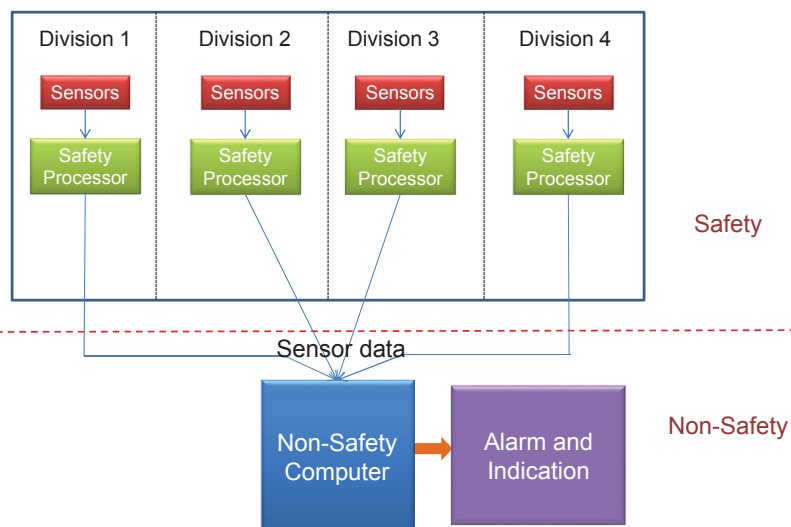 Division 1
Division 2
Division 3
Division 4
Sensors
Sensors
Sensors
Sensors
Safety
Processor
Safety
Processor
Safety
Processor
Safety
Processor
Safety
Sensor data
Non-Safety
Non-Safety
Computer
Alarm and
Indication